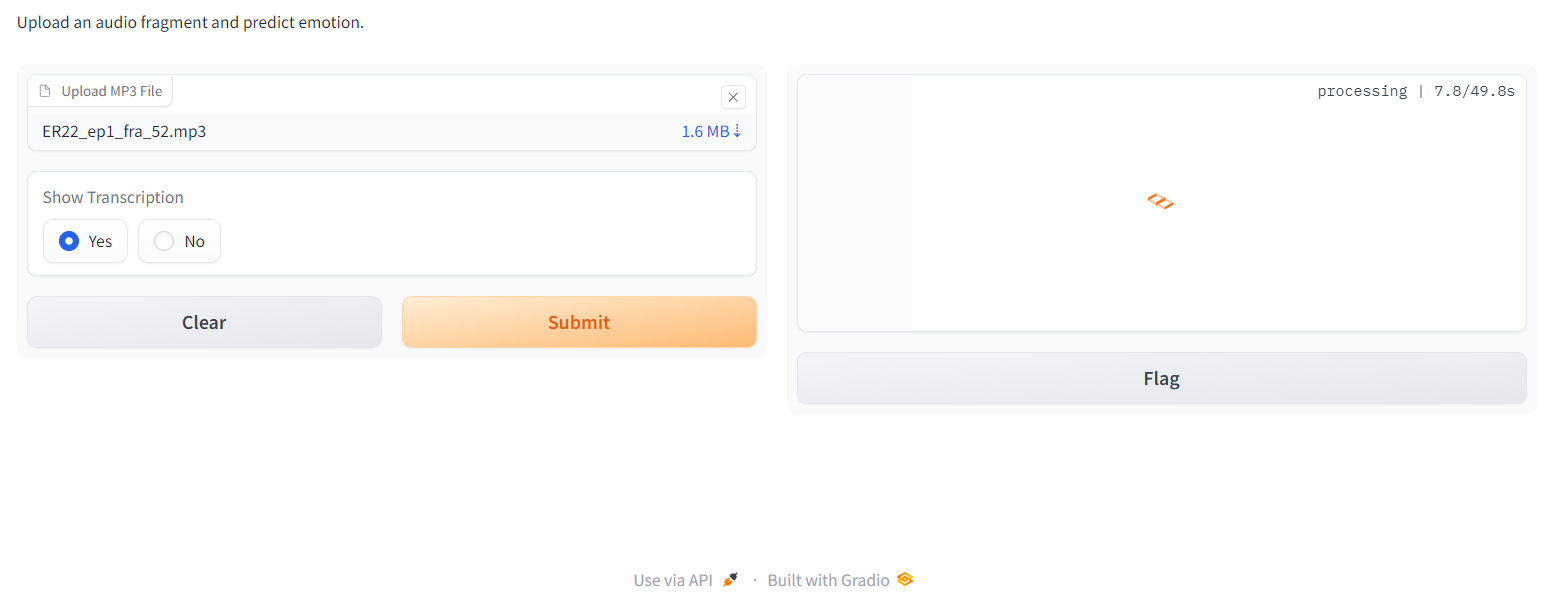 Upload an audio fragment and predict emotion.
Upload MP3 File
ER22_ep1_fra_52.mp3 1.6 MB⇣
Show Transcription
Yes No
Clear Submit
processing | 7.8/49.8s
Flag
Use via API · Built with Gradio